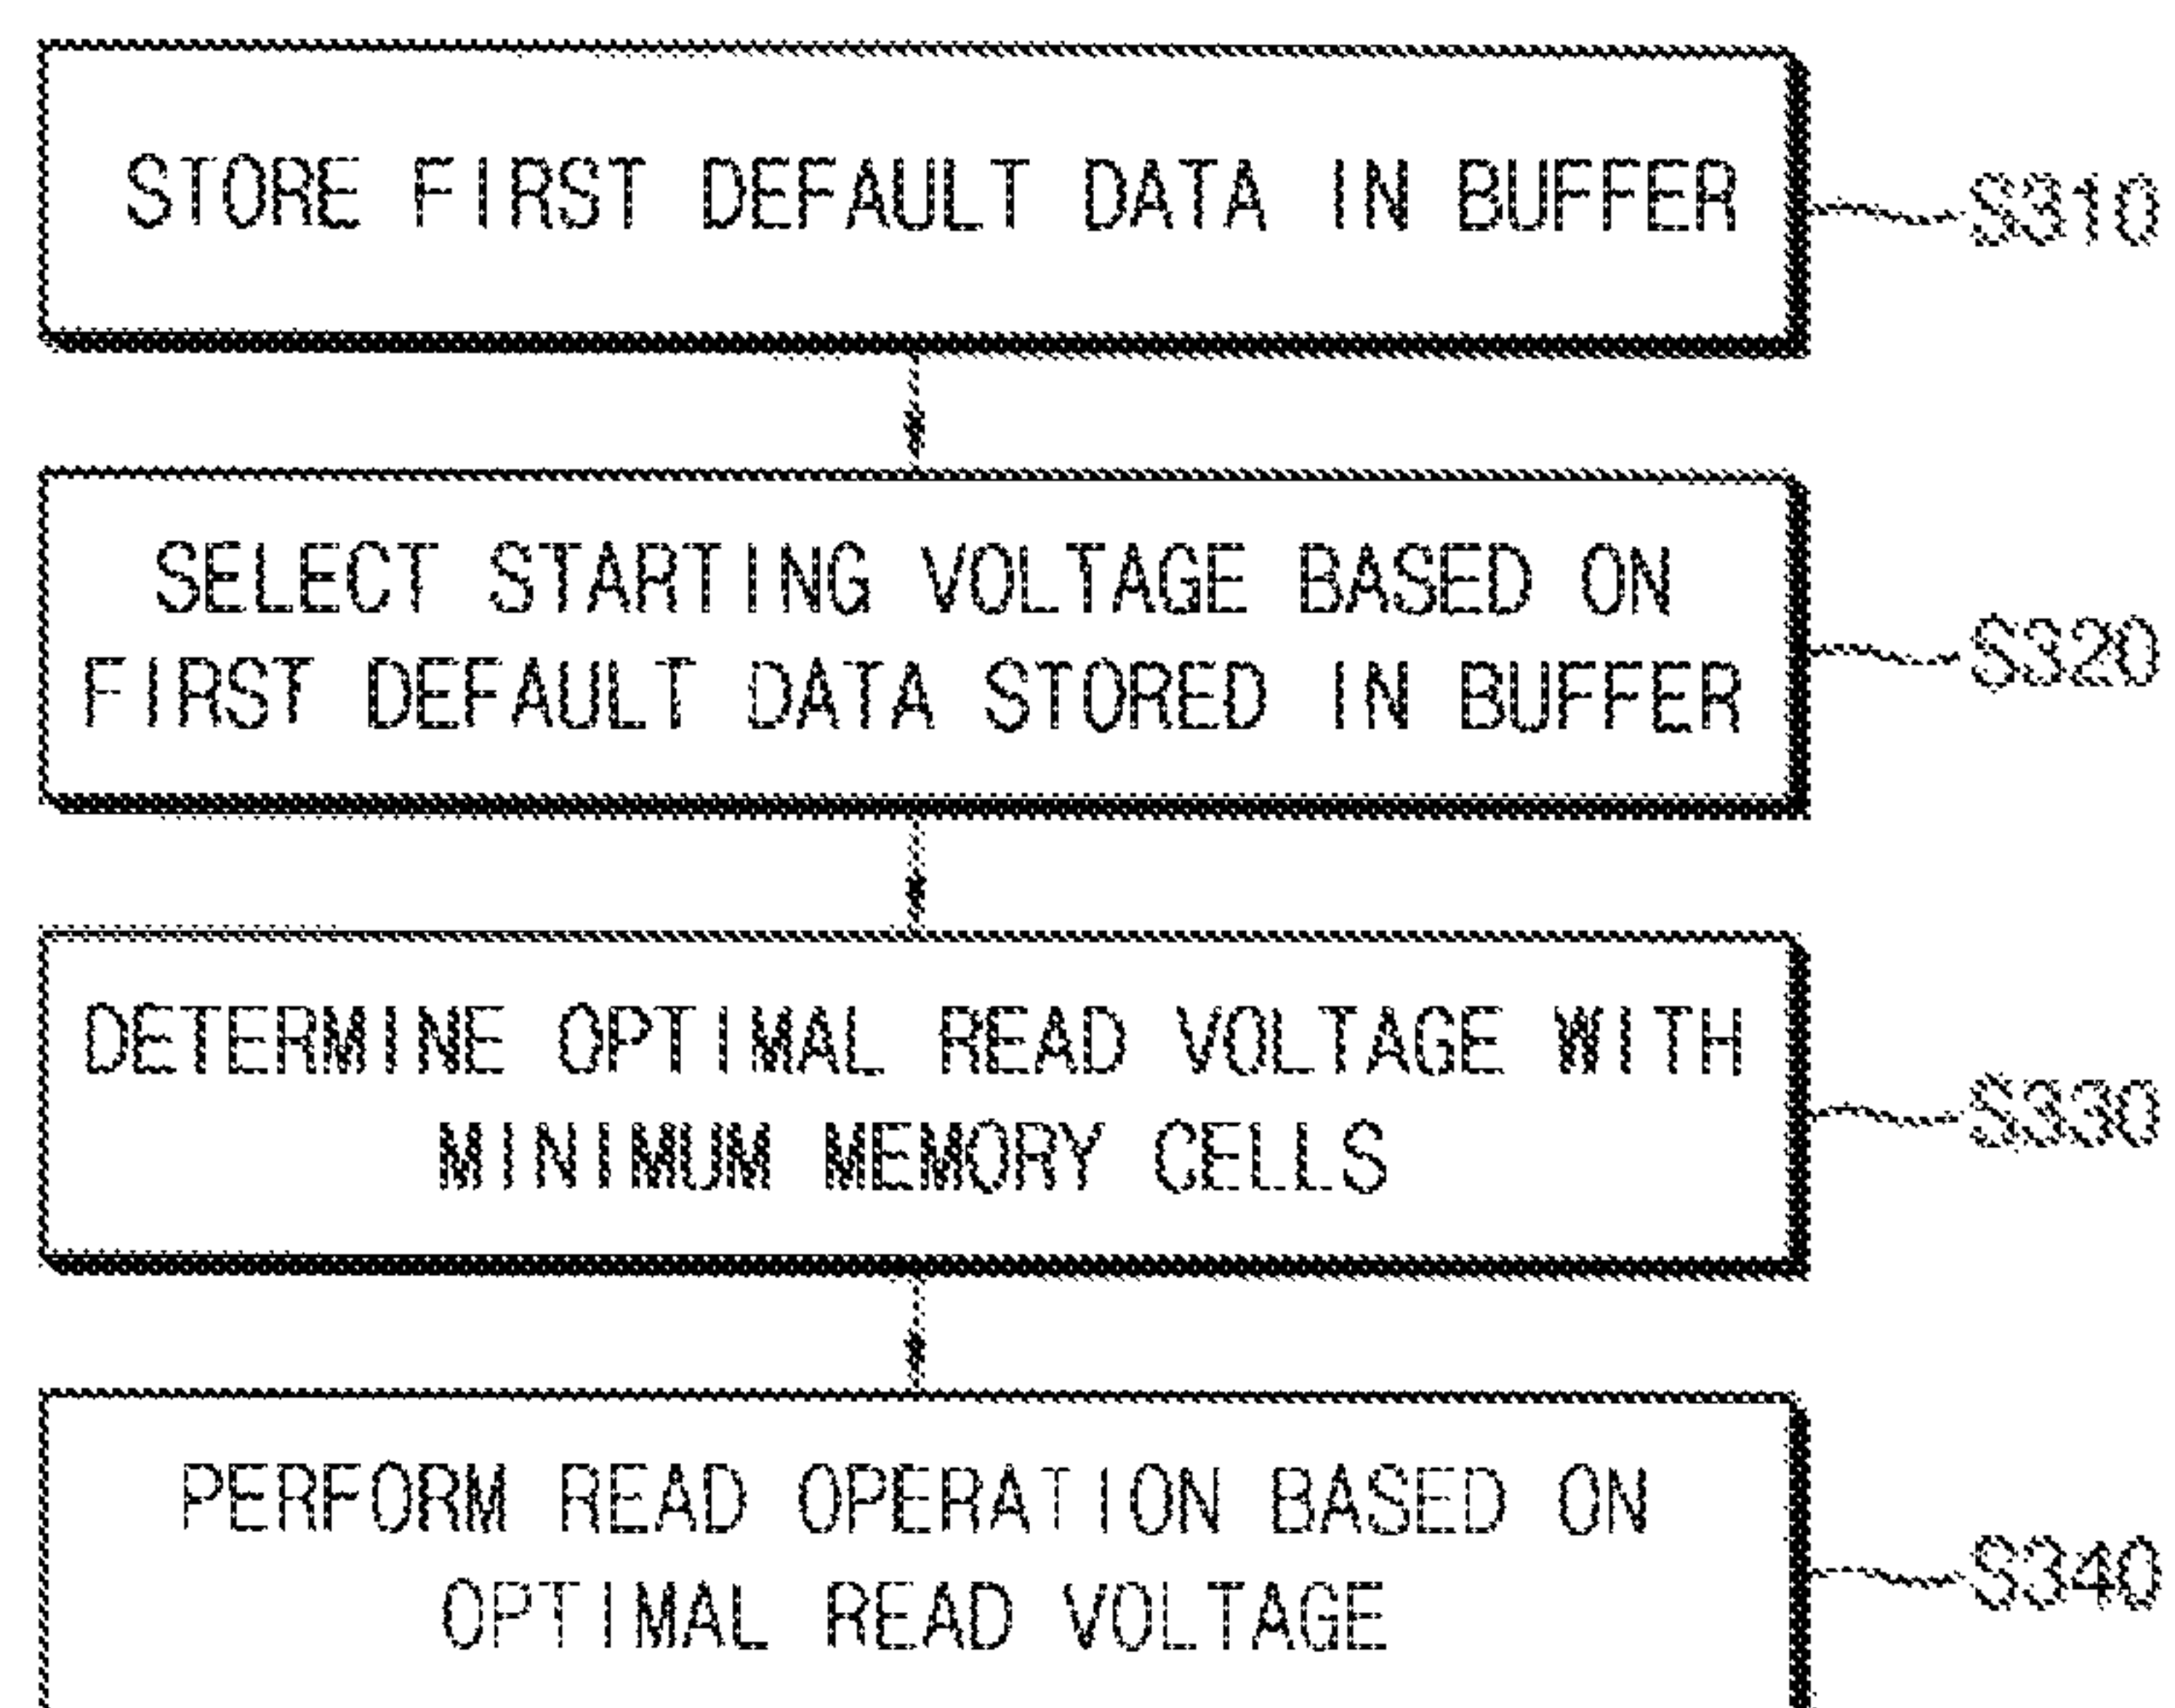 STORE FIRST DEFAULT DATA IN BUFFER
S310
SELECT STARTING VOLTAGE BASED ON
FIRST DEFAULT DATA STORED IN BUFFER
S320
DETERMINE OPTIMAL READ VOLTAGE WITH
MINIMUM MEMORY CELLS
S330
PERFORM READ OPERATION BASED ON
OPTIMAL READ VOLTAGE
S340